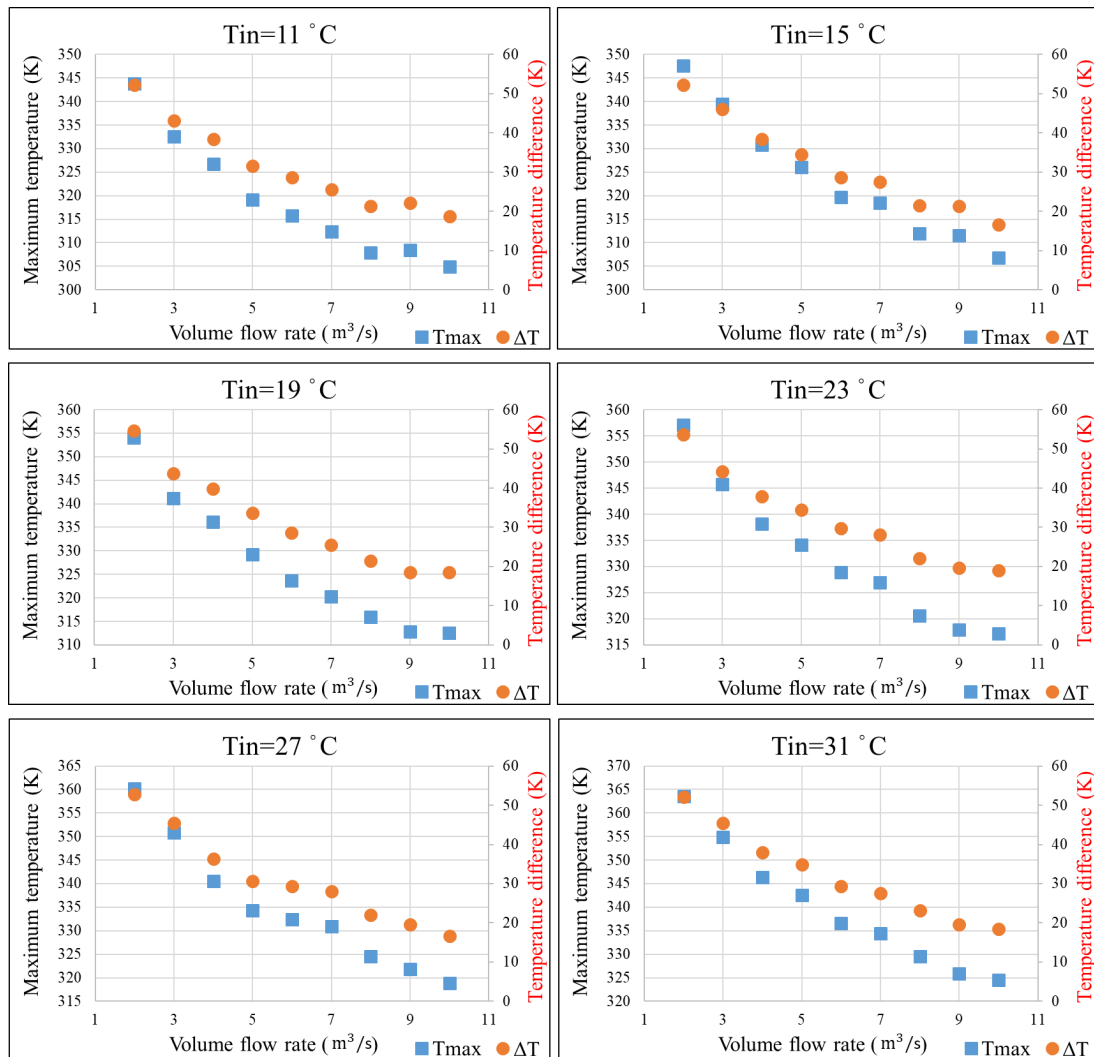 Tin=11 °C
Maximum temperature (K)
350
345
340
335
330
325
320
315
310
305
300
60
50
40
30
20
10
0
Temperature difference (K)
1 3 5 7 9 11
Volume flow rate ( m³/s)
Tmax ΔT
Tin=15 °C
Maximum temperature (K)
350
345
340
335
330
325
320
315
310
305
300
60
50
40
30
20
10
0
Temperature difference (K)
1 3 5 7 9 11
Volume flow rate ( m³/s)
Tmax ΔT
Tin=19 °C
Maximum temperature (K)
360
355
350
345
340
335
330
325
320
315
310
60
50
40
30
20
10
0
Temperature difference (K)
1 3 5 7 9 11
Volume flow rate ( m³/s)
Tmax ΔT
Tin=23 °C
Maximum temperature (K)
360
355
350
345
340
335
330
325
320
315
60
50
40
30
20
10
0
Temperature difference (K)
1 3 5 7 9 11
Volume flow rate ( m³/s)
Tmax ΔT
Tin=27 °C
Maximum temperature (K)
365
360
355
350
345
340
335
330
325
320
315
60
50
40
30
20
10
0
Temperature difference (K)
1 3 5 7 9 11
Volume flow rate ( m³/s)
Tmax ΔT
Tin=31 °C
Maximum temperature (K)
370
365
360
355
350
345
340
335
330
325
320
60
50
40
30
20
10
0
Temperature difference (K)
1 3 5 7 9 11
Volume flow rate ( m³/s)
Tmax ΔT